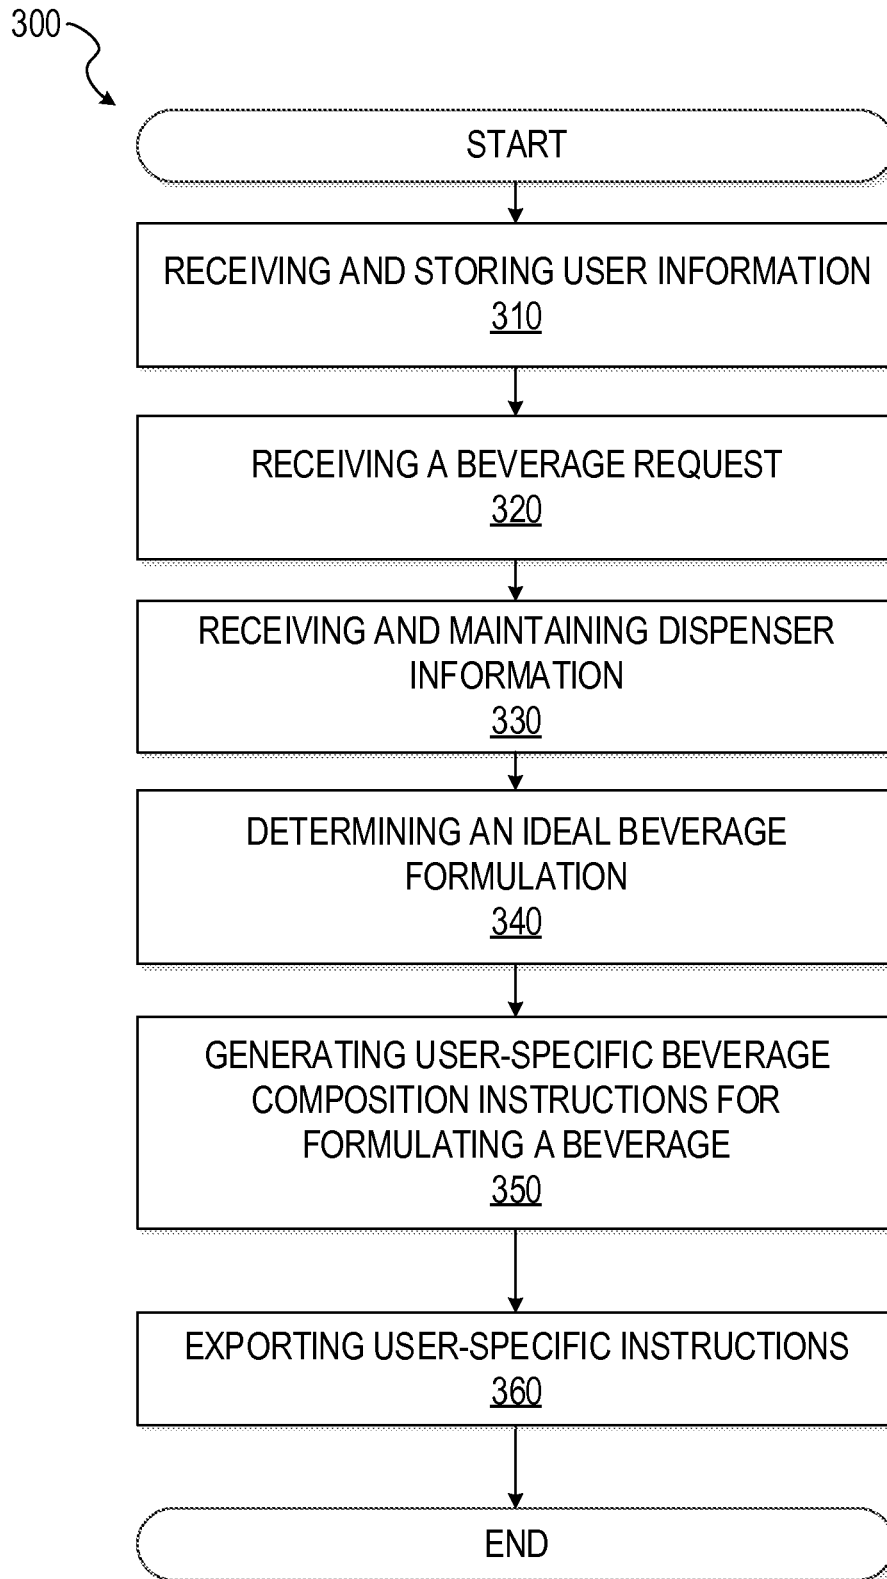 300
START
RECEIVING AND STORING USER INFORMATION
310
RECEIVING A BEVERAGE REQUEST
320
RECEIVING AND MAINTAINING DISPENSER
INFORMATION
330
DETERMINING AN IDEAL BEVERAGE
FORMULATION
340
GENERATING USER-SPECIFIC BEVERAGE
COMPOSITION INSTRUCTIONS FOR
FORMULATING A BEVERAGE
350
EXPORTING USER-SPECIFIC INSTRUCTIONS
360
END